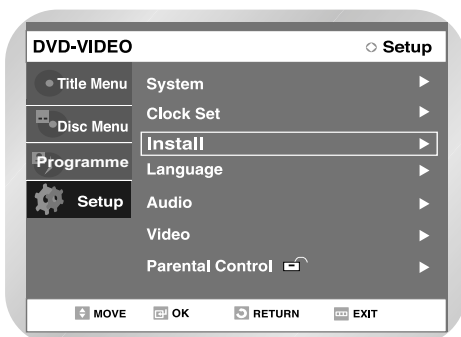 DVD-VIDEO Setup
Title Menu
Disc Menu
Programme
Setup
System
Clock Set
Install
Language
Audio
Video
Parental Control
MOVE OK RETURN EXIT